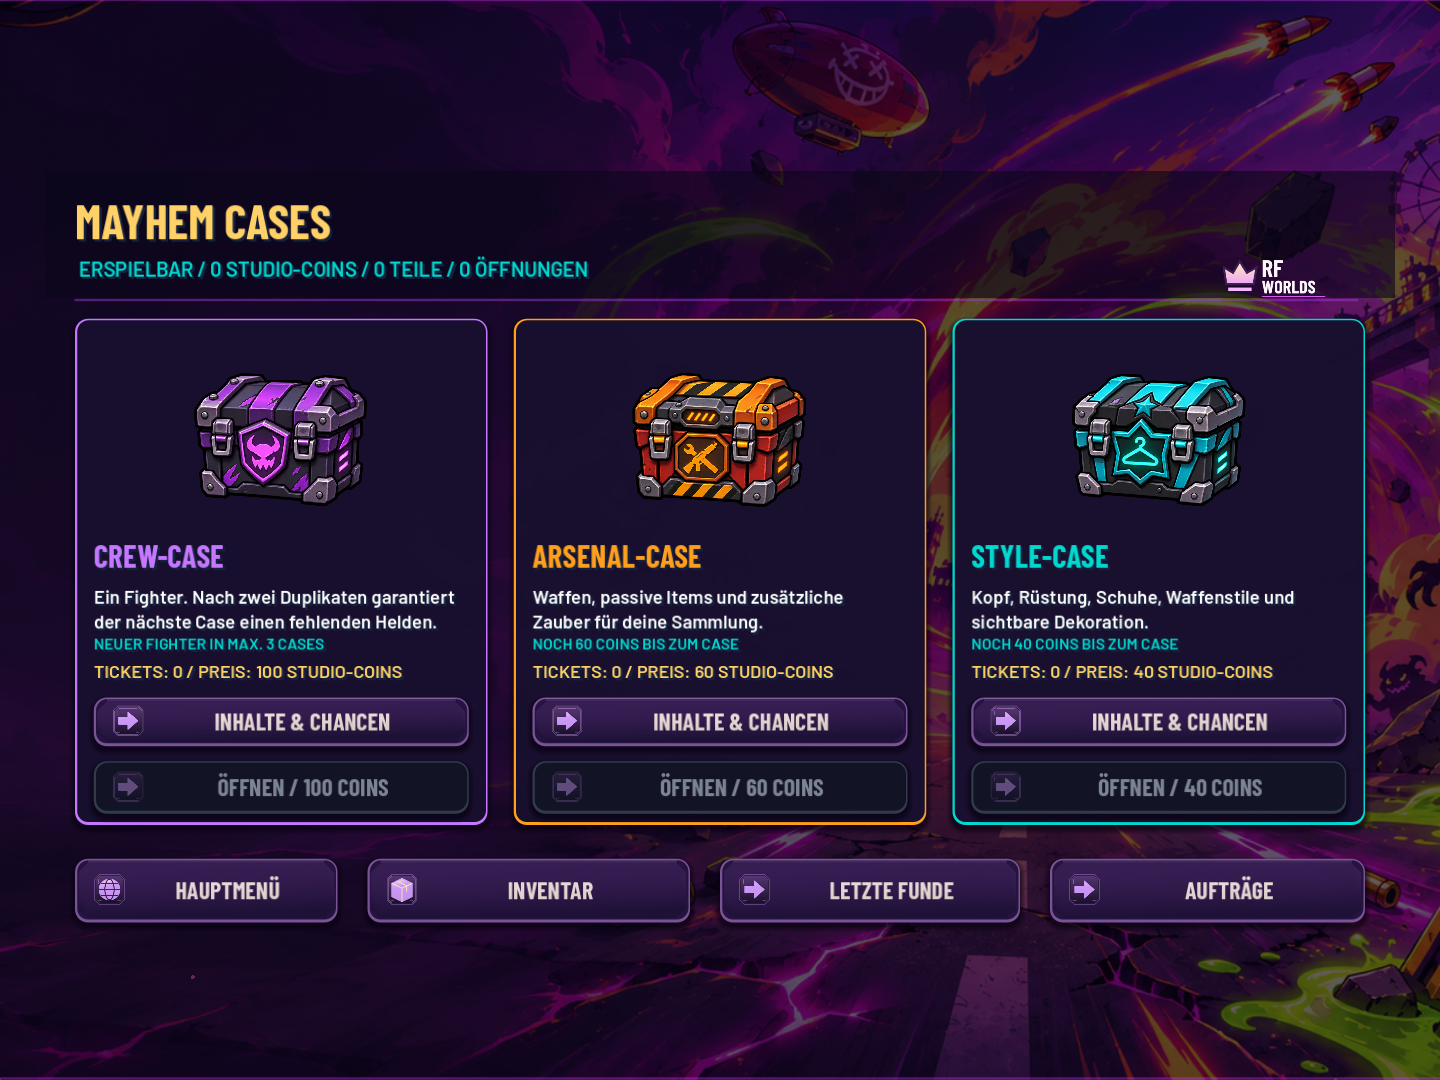 MAYHEM CASES
ERSPIELBAR / 0 STUDIO-COINS / 0 TEILE / 0 ÖFFNUNGEN
RF
WORLDS
CREW-CASE
Ein Fighter. Nach zwei Duplikaten garantiert
der nächste Case einen fehlenden Helden.
NEUER FIGHTER IN MAX. 3 CASES
TICKETS: 0 / PREIS: 100 STUDIO-COINS
INHALTE & CHANCEN
ÖFFNEN / 100 COINS
ARSENAL-CASE
Waffen, passive Items und zusätzliche
Zauber für deine Sammlung.
NOCH 60 COINS BIS ZUM CASE
TICKETS: 0 / PREIS: 60 STUDIO-COINS
INHALTE & CHANCEN
ÖFFNEN / 60 COINS
STYLE-CASE
Kopf, Rüstung, Schuhe, Waffenstile und
sichtbare Dekoration.
NOCH 40 COINS BIS ZUM CASE
TICKETS: 0 / PREIS: 40 STUDIO-COINS
INHALTE & CHANCEN
ÖFFNEN / 40 COINS
HAUPTMENÜ
INVENTAR
LETZTE FUNDE
AUFTRÄGE